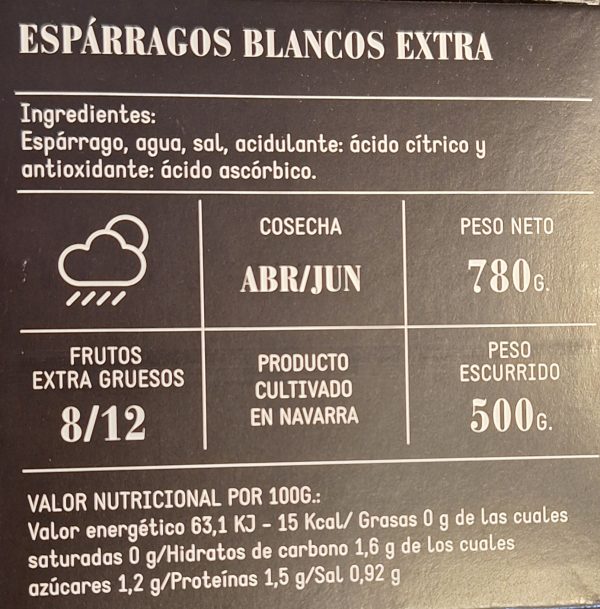 ESPÁRRAGOS BLANCOS EXTRA
Ingredientes:
Espárrago, agua, sal, acidulante: ácido cítrico y
antioxidante: ácido ascórbico.
COSECHA
ABR/JUN
PESO NETO
780G.
FRUTOS
EXTRA GRUESOS
8/12
PRODUCTO
CULTIVADO
EN NAVARRA
PESO
ESCURRIDO
500G.
VALOR NUTRICIONAL POR 100G.:
Valor energético 63,1 KJ - 15 Kcal/ Grasas 0 g de las cuales
saturadas 0 g/Hidratos de carbono 1,6 g de los cuales
azúcares 1,2 g/Proteínas 1,5 g/Sal 0,92 g